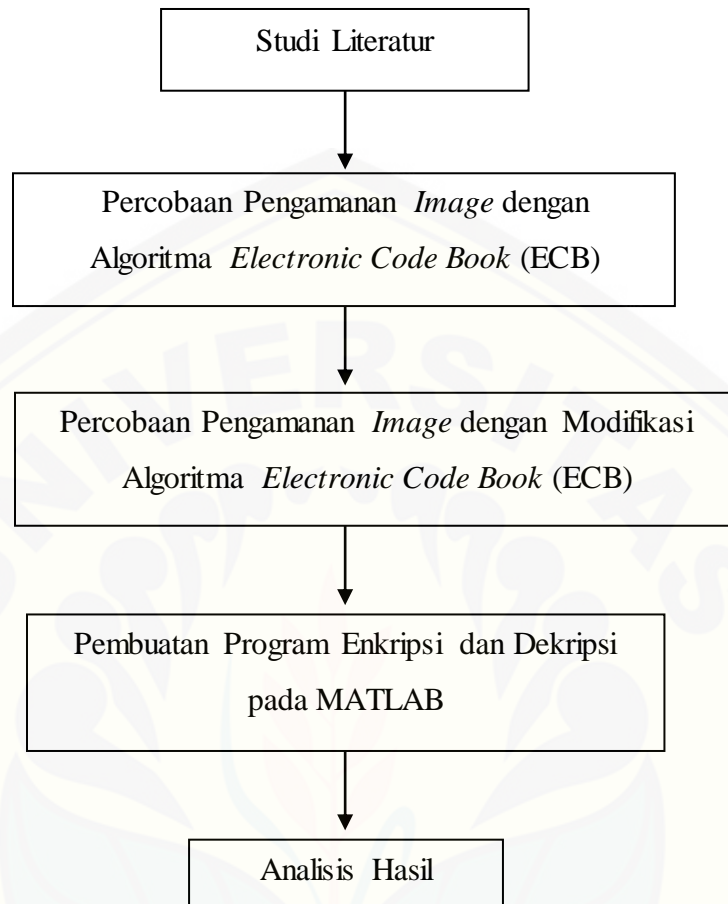 Studi Literatur
Percobaan Pengamanan Image dengan
Algoritma Electronic Code Book (ECB)
Percobaan Pengamanan Image dengan Modifikasi
Algoritma Electronic Code Book (ECB)
Pembuatan Program Enkripsi dan Dekripsi
pada MATLAB
Analisis Hasil
UNIVERSITAS